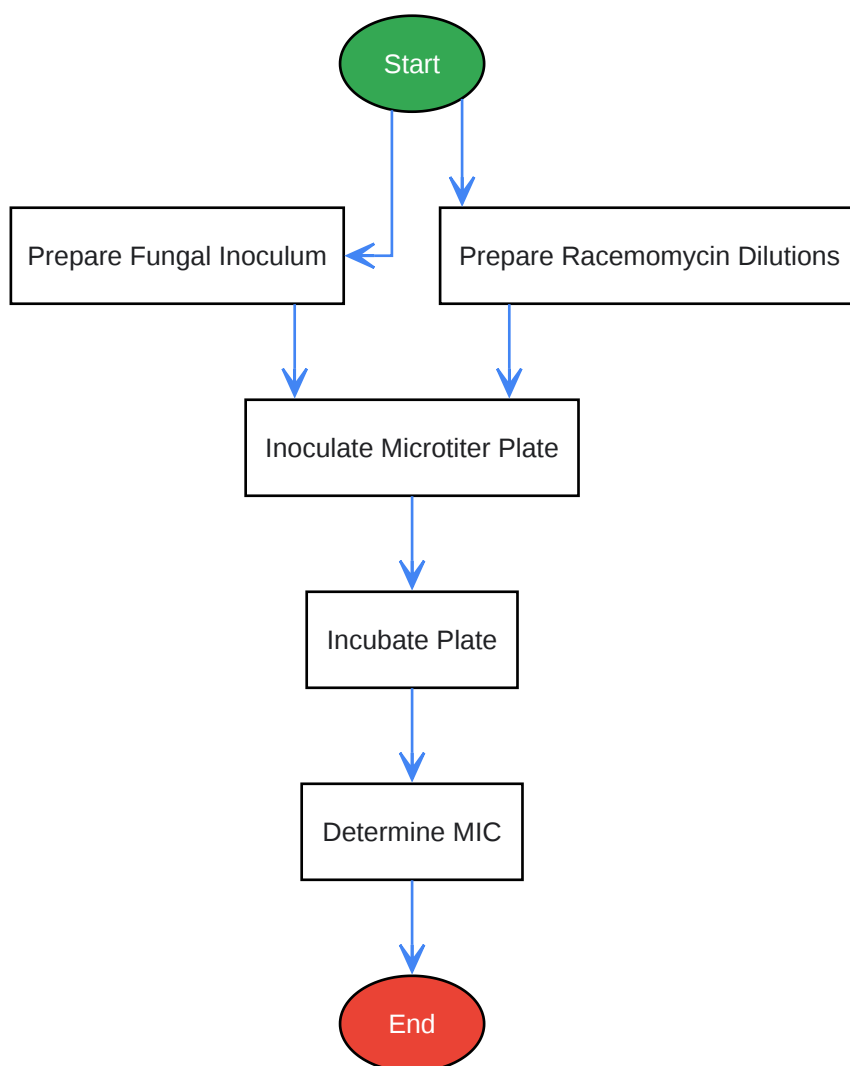 Start
Prepare Fungal Inoculum
Prepare Racemomycin Dilutions
Inoculate Microtiter Plate
Incubate Plate
Determine MIC
End